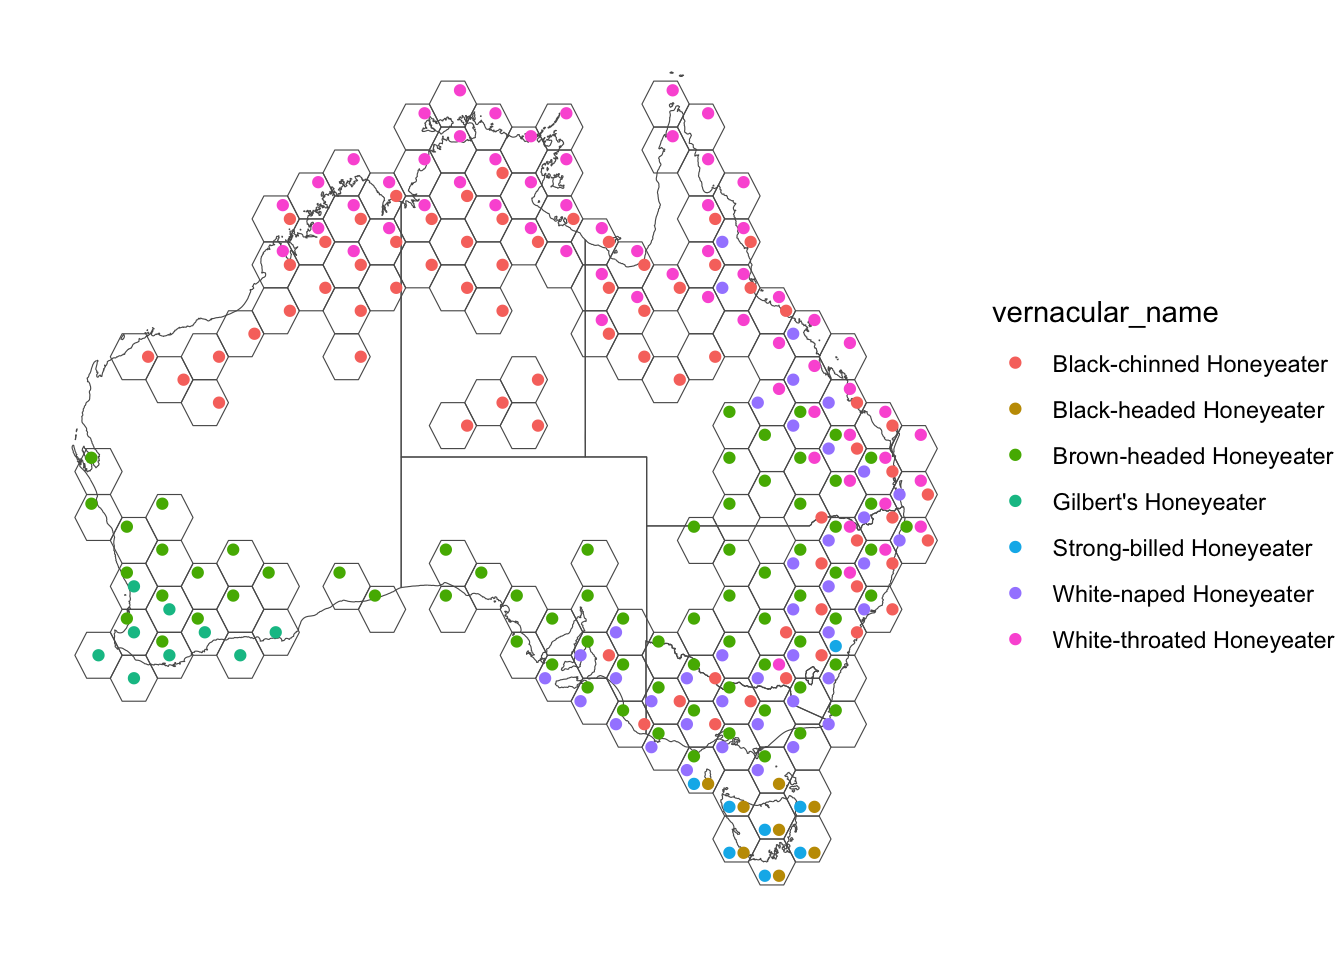 vernacular_name
Black-chinned Honeyeater
Black-headed Honeyeater
Brown-headed Honeyeater
Gilbert's Honeyeater
Strong-billed Honeyeater
White-naped Honeyeater
White-throated Honeyeater